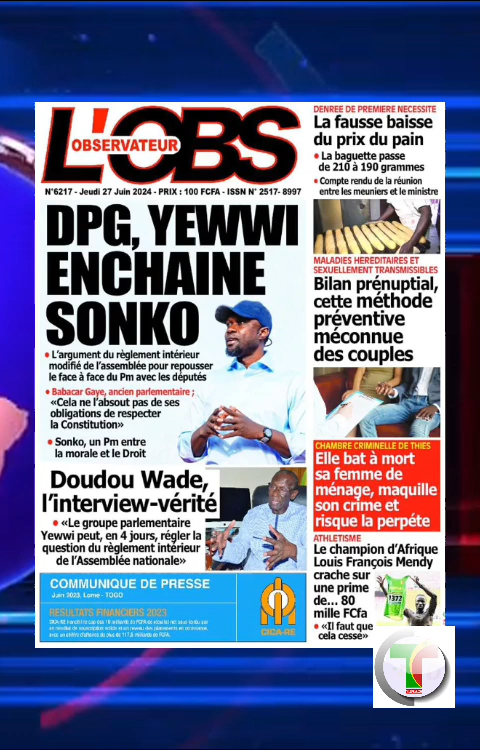 L'OBS
OBSERVATEUR
N°6217 - Jeudi 27 Juin 2024 - PRIX : 100 FCFA - ISSN N° 2517- 8997
DPG, YEWWI
ENCHAINE
SONKO
• L'argument du règlement intérieur
modifié de l'assemblée pour repousser
le face à face du Pm avec les députés
• Babacar Gaye, ancien parlementaire ;
«Cela ne l'absout pas de ses
obligations de respecter
la Constitution»
• Sonko, un Pm entre
la morale et le Droit
Doudou Wade,
l'interview-vérité
• «Le groupe parlementaire
Yewwi peut, en 4 jours, régler la
question du règlement intérieur
de l'Assemblée nationale»
COMMUNIQUE DE PRESSE
Juin 2023, Lome - TOGO
RESULTATS FINANCIERS 2023
CICA-RE
DENREE DE PREMIERE NECESSITE
La fausse baisse
du prix du pain
• La baguette passe
de 210 à 190 grammes
• Compte rendu de la réunion
entre les meuniers et le ministre
MALADIES HEREDITAIRES ET
SEXUELLEMENT TRANSMISSIBLES
Bilan prénuptial,
cette méthode
préventive
méconnue
des couples
CHAMBRE CRIMINELLE DE THIES
Elle bat à mort
sa femme de
ménage, maquille
son crime et
risque la perpéte
ATHLETISME
Le champion d'Afrique
Louis François Mendy
crache sur
une prime
de... 80
mille FCfa
• «Il faut que
cela cesse»
1372